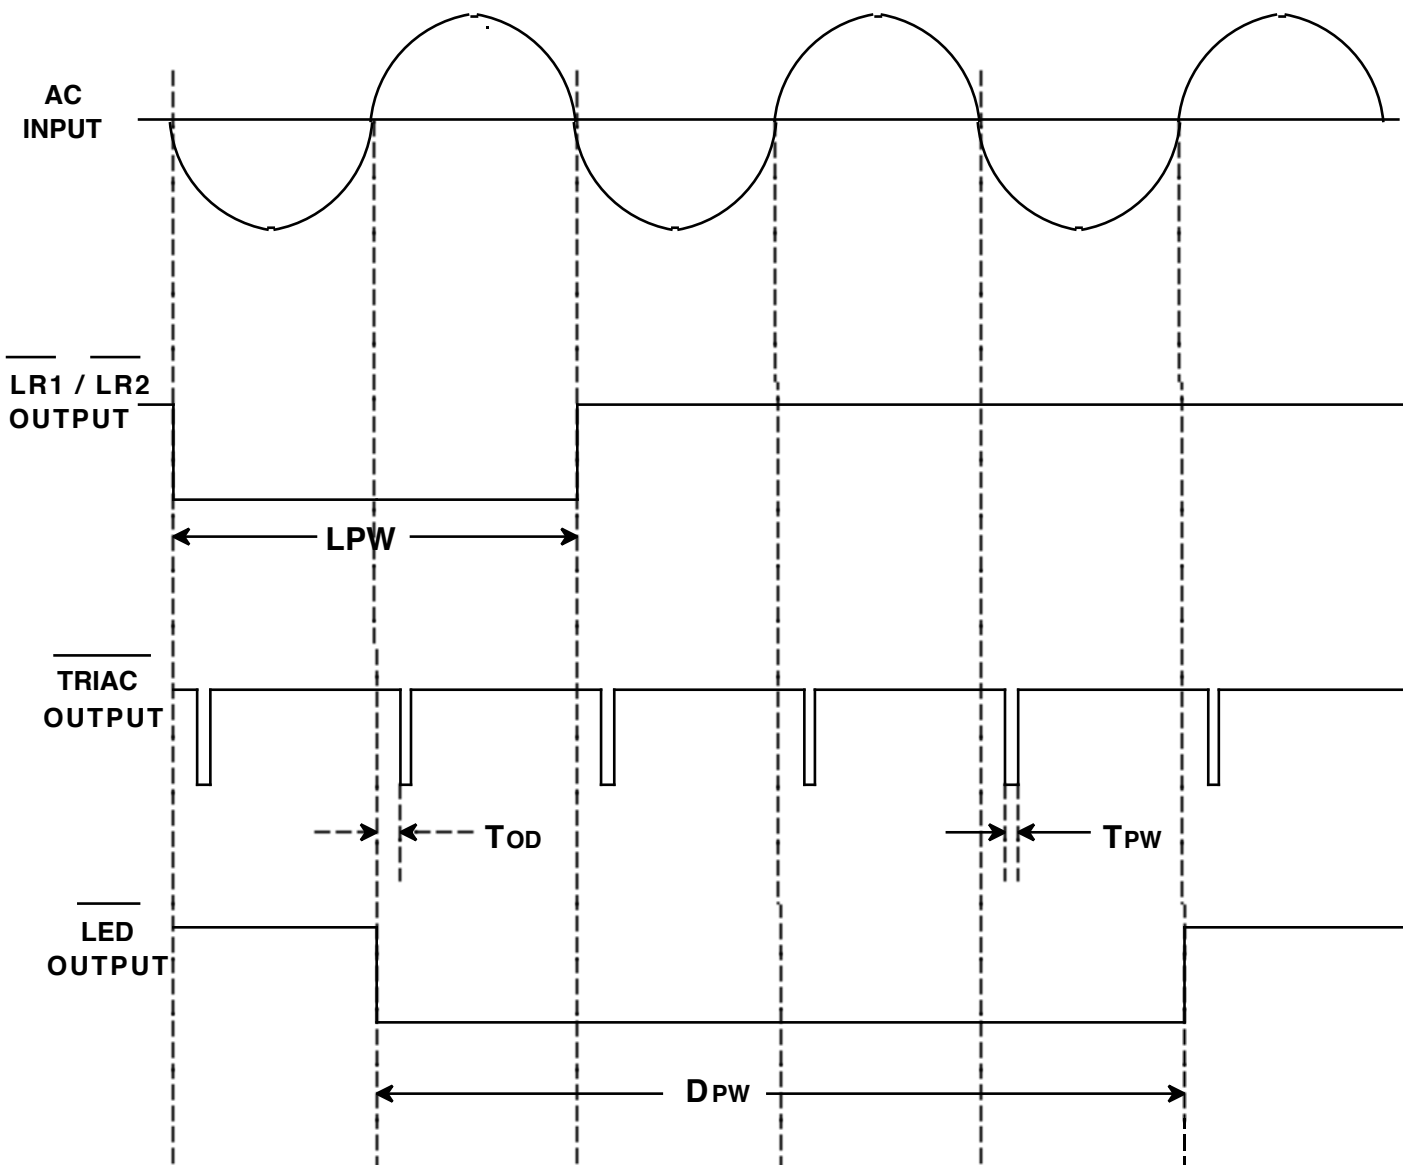 AC
INPUT
LR1 / LR2
OUTPUT
LPW
TRIAC
OUTPUT
TOD
TPW
LED
OUTPUT
DPW